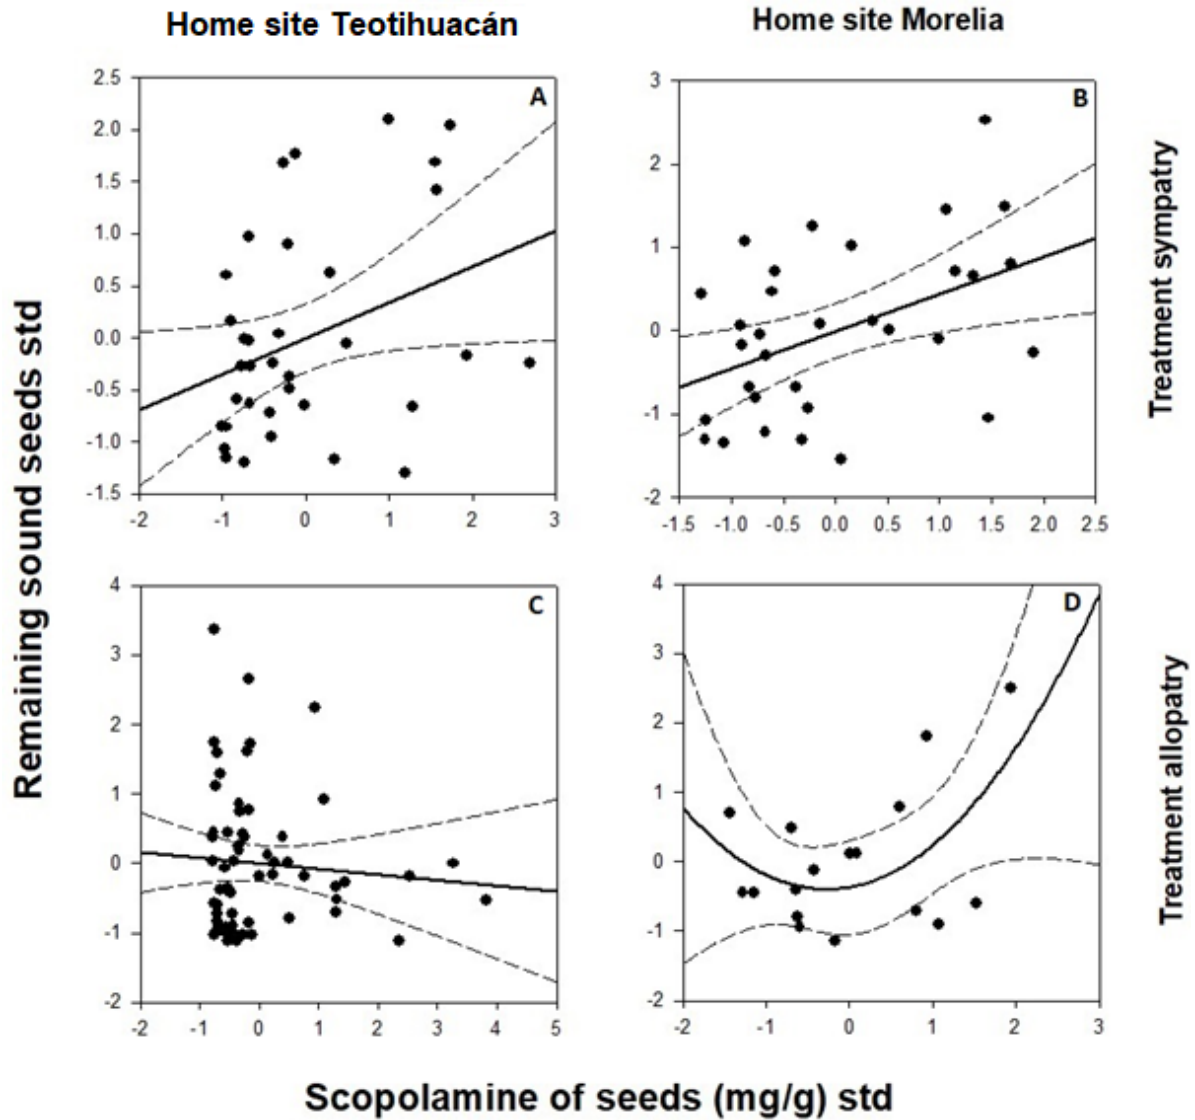 Home site Teotihuacán
Home site Morelia
A
2.5
2.0
1.5
1.0
0.5
0.0
-0.5
-1.0
-1.5
-2 -1 0 1 2 3
B
3
2
1
0
-1
-2
-1.5 -1.0 -0.5 0.0 0.5 1.0 1.5 2.0 2.5
Treatment sympatry
Remaining sound seeds std
C
4
3
2
1
0
-1
-2
-2 -1 0 1 2 3 4 5
D
4
3
2
1
0
-1
-2
-2 -1 0 1 2 3
Treatment allopatry
Scopolamine of seeds (mg/g) std